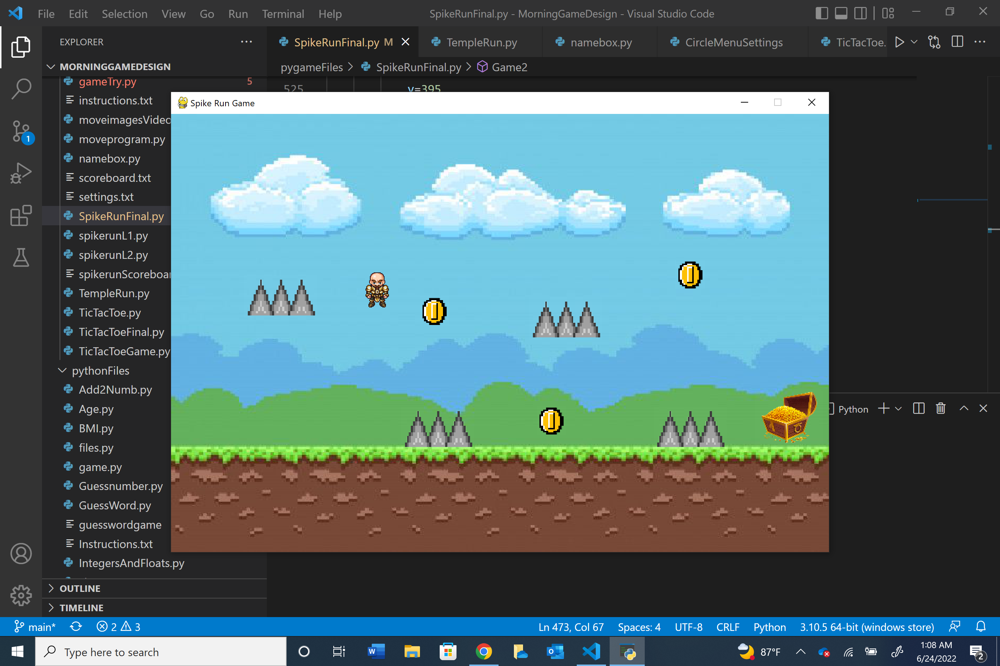 File Edit Selection View Go Run Terminal Help
SpikeRunFinal.py - MorningGameDesign - Visual Studio Code
EXPLORER
SpikeRunFinal.py M
TempleRun.py
namebox.py
CircleMenuSettings
TicTacToe.
MORNINGGAMEDESIGN
pygameFiles > SpikeRunFinal.py > Game2
gameTry.py 5
525
y=395
instructions.txt
Spike Run Game
moveimagesVideo
1
moveprogram.py
namebox.py
scoreboard.txt
settings.txt
SpikeRunFinal.py
spikerunL1.py
spikerunL2.py
spikerunScoreboar
TempleRun.py
TicTacToe.py
TicTacToeFinal.py
TicTacToeGame.py
pythonFiles
Add2Numb.py
Age.py
Python
BMI.py
files.py
game.py
Guessnumber.py
GuessWord.py
guesswordgame
Instructions.txt
IntegersAndFloats.py
OUTLINE
TIMELINE
main* 2 3
Ln 473, Col 67 Spaces: 4 UTF-8 CRLF Python 3.10.5 64-bit (windows store)
Type here to search
87°F
1:08 AM
6/24/2022
2